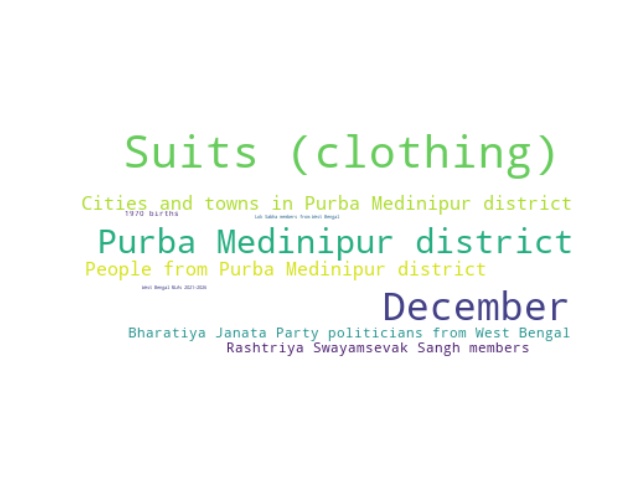 Suits (clothing)
Cities and towns in Purba Medinipur district
1970 births
Lok Sabha members from West Bengal
Purba Medinipur district
People from Purba Medinipur district
West Bengal MLAs 2021–2026
December
Bharatiya Janata Party politicians from West Bengal
Rashtriya Swayamsevak Sangh members